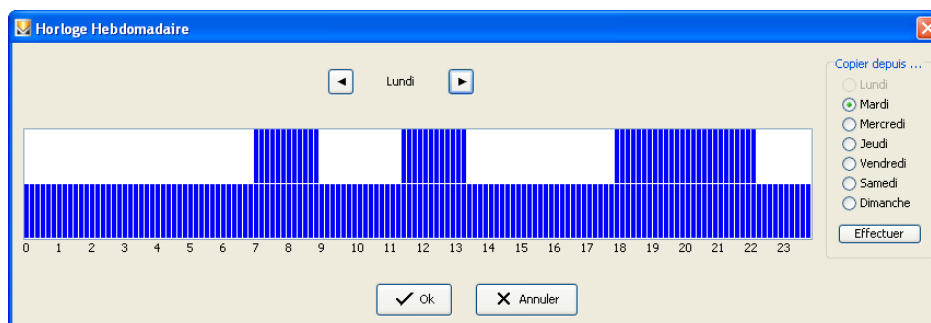 Horloge Hebdomadaire
Copier depuis ...
Lundi
Lundi
Mardi
Mercredi
Jeudi
Vendredi
Samedi
Dimanche
Effectuer
0 1 2 3 4 5 6 7 8 9 10 11 12 13 14 15 16 17 18 19 20 21 22 23
Ok Annuler